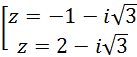 z = −1 − i√3
z = 2 − i√3